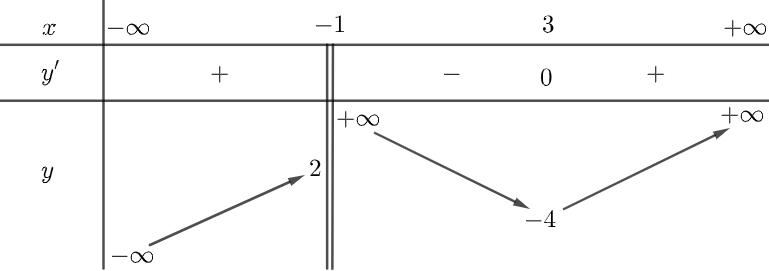 x −∞ −1 3 +∞
y′ + − 0 +
+∞ +∞
y 2
−4
−∞